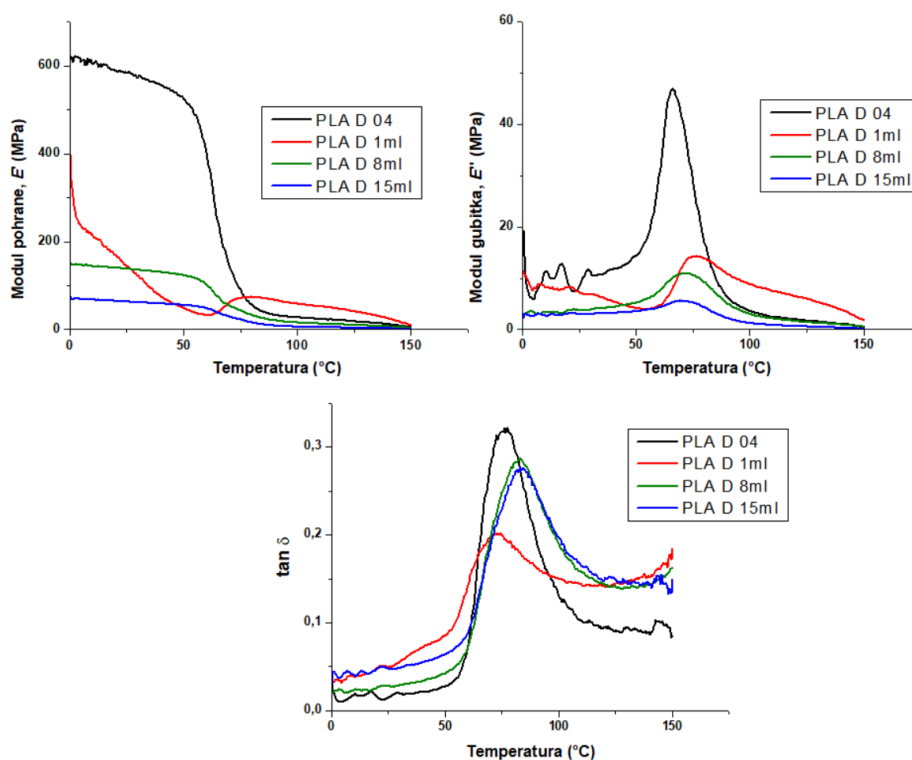 Modul pohrane, E' (MPa)
600
400
200
0
0
50
100
150
Temperatura (°C)
PLA D 04
PLA D 1ml
PLA D 8ml
PLA D 15ml
Modul gubitka, E'' (MPa)
60
40
20
0
0
50
100
150
Temperatura (°C)
PLA D 04
PLA D 1ml
PLA D 8ml
PLA D 15ml
tan δ
0,3
0,2
0,1
0,0
0
50
100
150
Temperatura (°C)
PLA D 04
PLA D 1ml
PLA D 8ml
PLA D 15ml